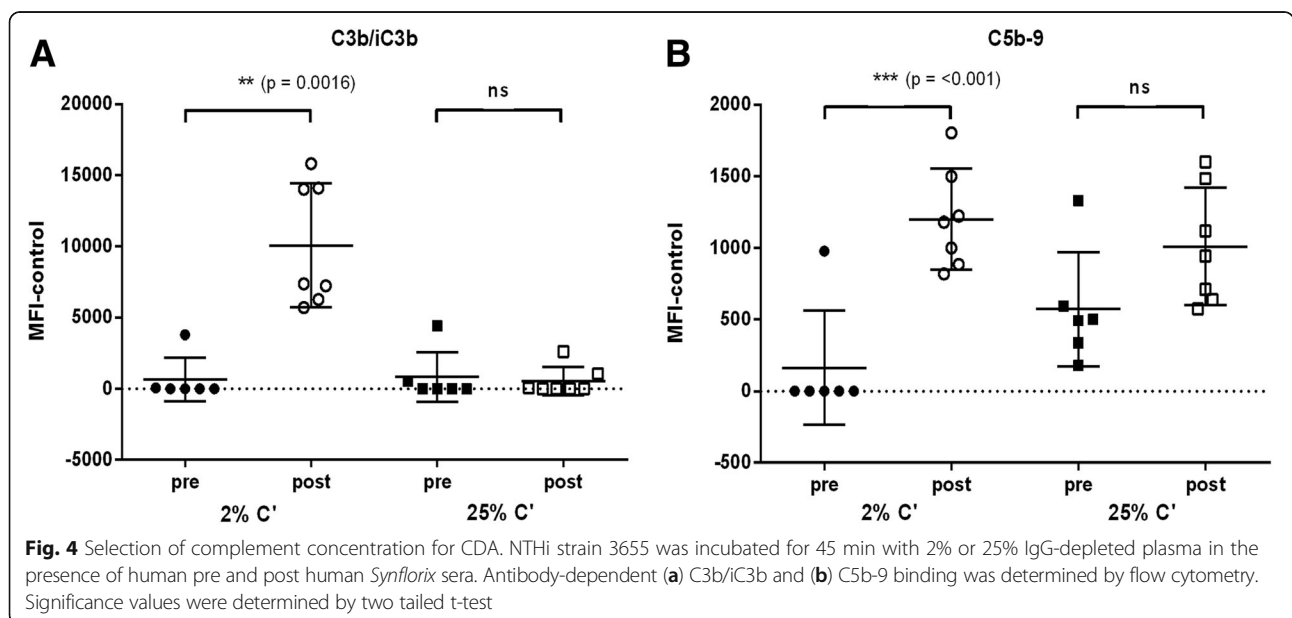 A
C3b/iC3b
** (p = 0.0016)
ns
20000
15000
10000
5000
0
-5000
MFI-control
pre
post
pre
post
2% C'
25% C'
B
C5b-9
*** (p = <0.001)
ns
2000
1500
1000
500
0
-500
MFI-control
pre
post
pre
post
2% C'
25% C'
Fig. 4 Selection of complement concentration for CDA. NTHi strain 3655 was incubated for 45 min with 2% or 25% IgG-depleted plasma in the
presence of human pre and post human Synflorix sera. Antibody-dependent (a) C3b/iC3b and (b) C5b-9 binding was determined by flow cytometry.
Significance values were determined by two tailed t-test